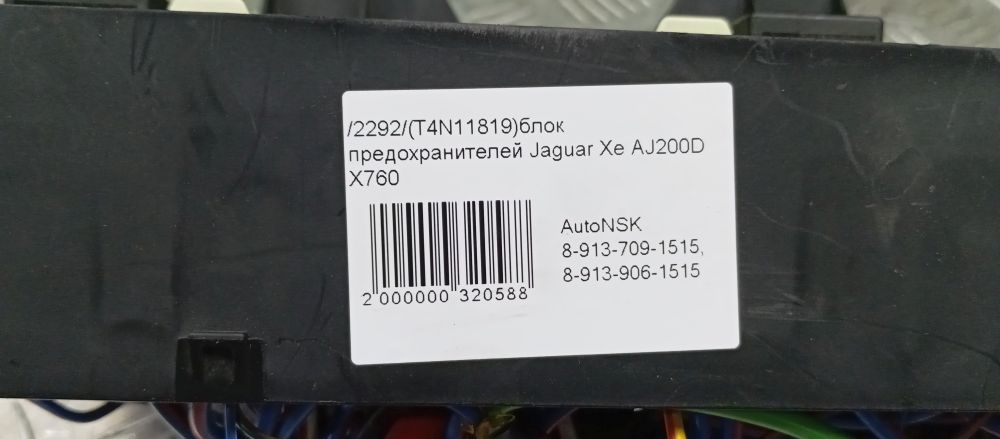 /2292/(T4N11819)блок
предохранителей Jaguar Xe AJ200D
X760
AutoNSK
8-913-709-1515,
8-913-906-1515
2 000000 320588